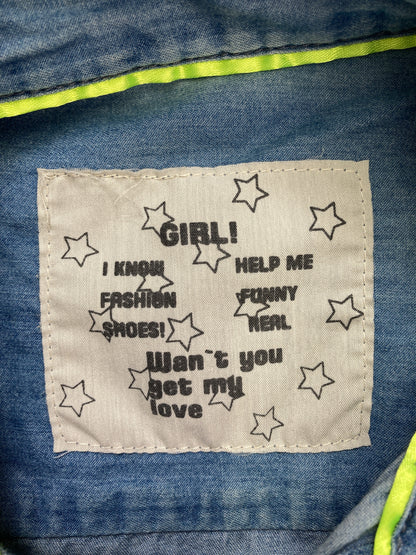 GIRL!
I KNOW
FASHION
SHOES!
HELP ME
FUNNY
REAL
Wan`t you
get my
love